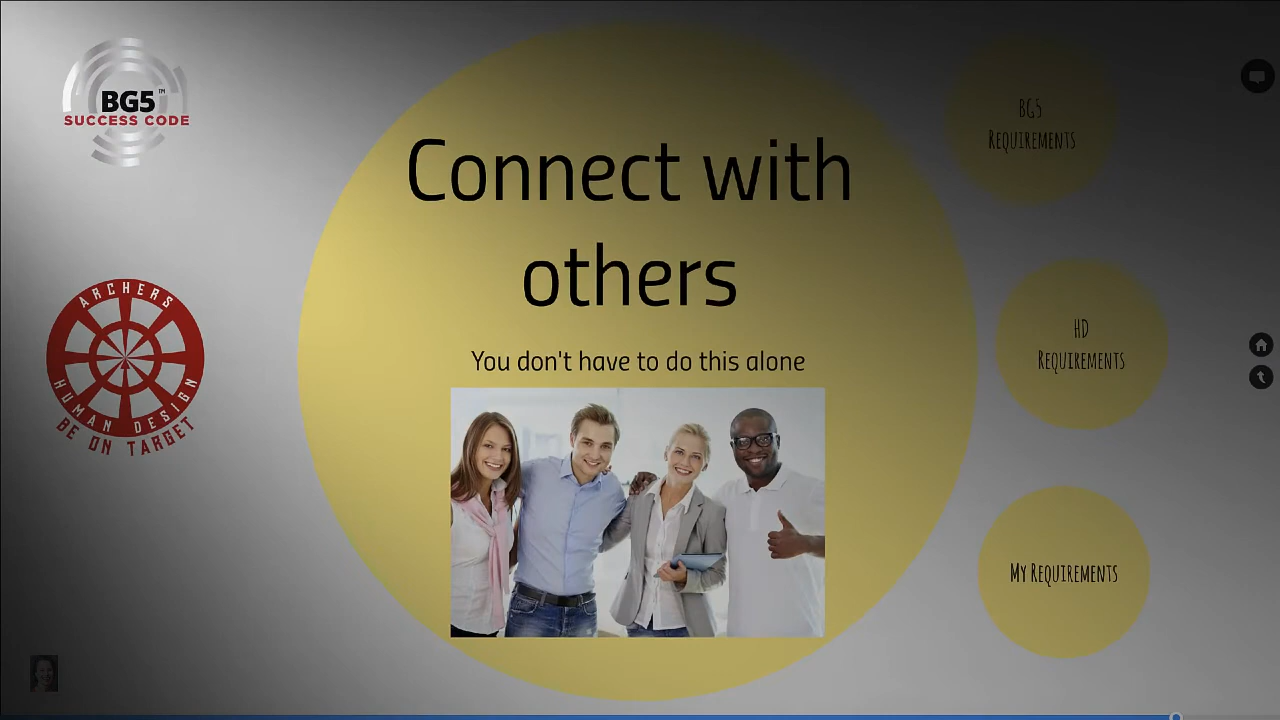 BG5™
SUCCESS CODE
ARCHERS
HUMAN DESIGN
BE ON TARGET
Connect with
others
You don't have to do this alone
BG5
REQUIREMENTS
HD
REQUIREMENTS
MY REQUIREMENTS